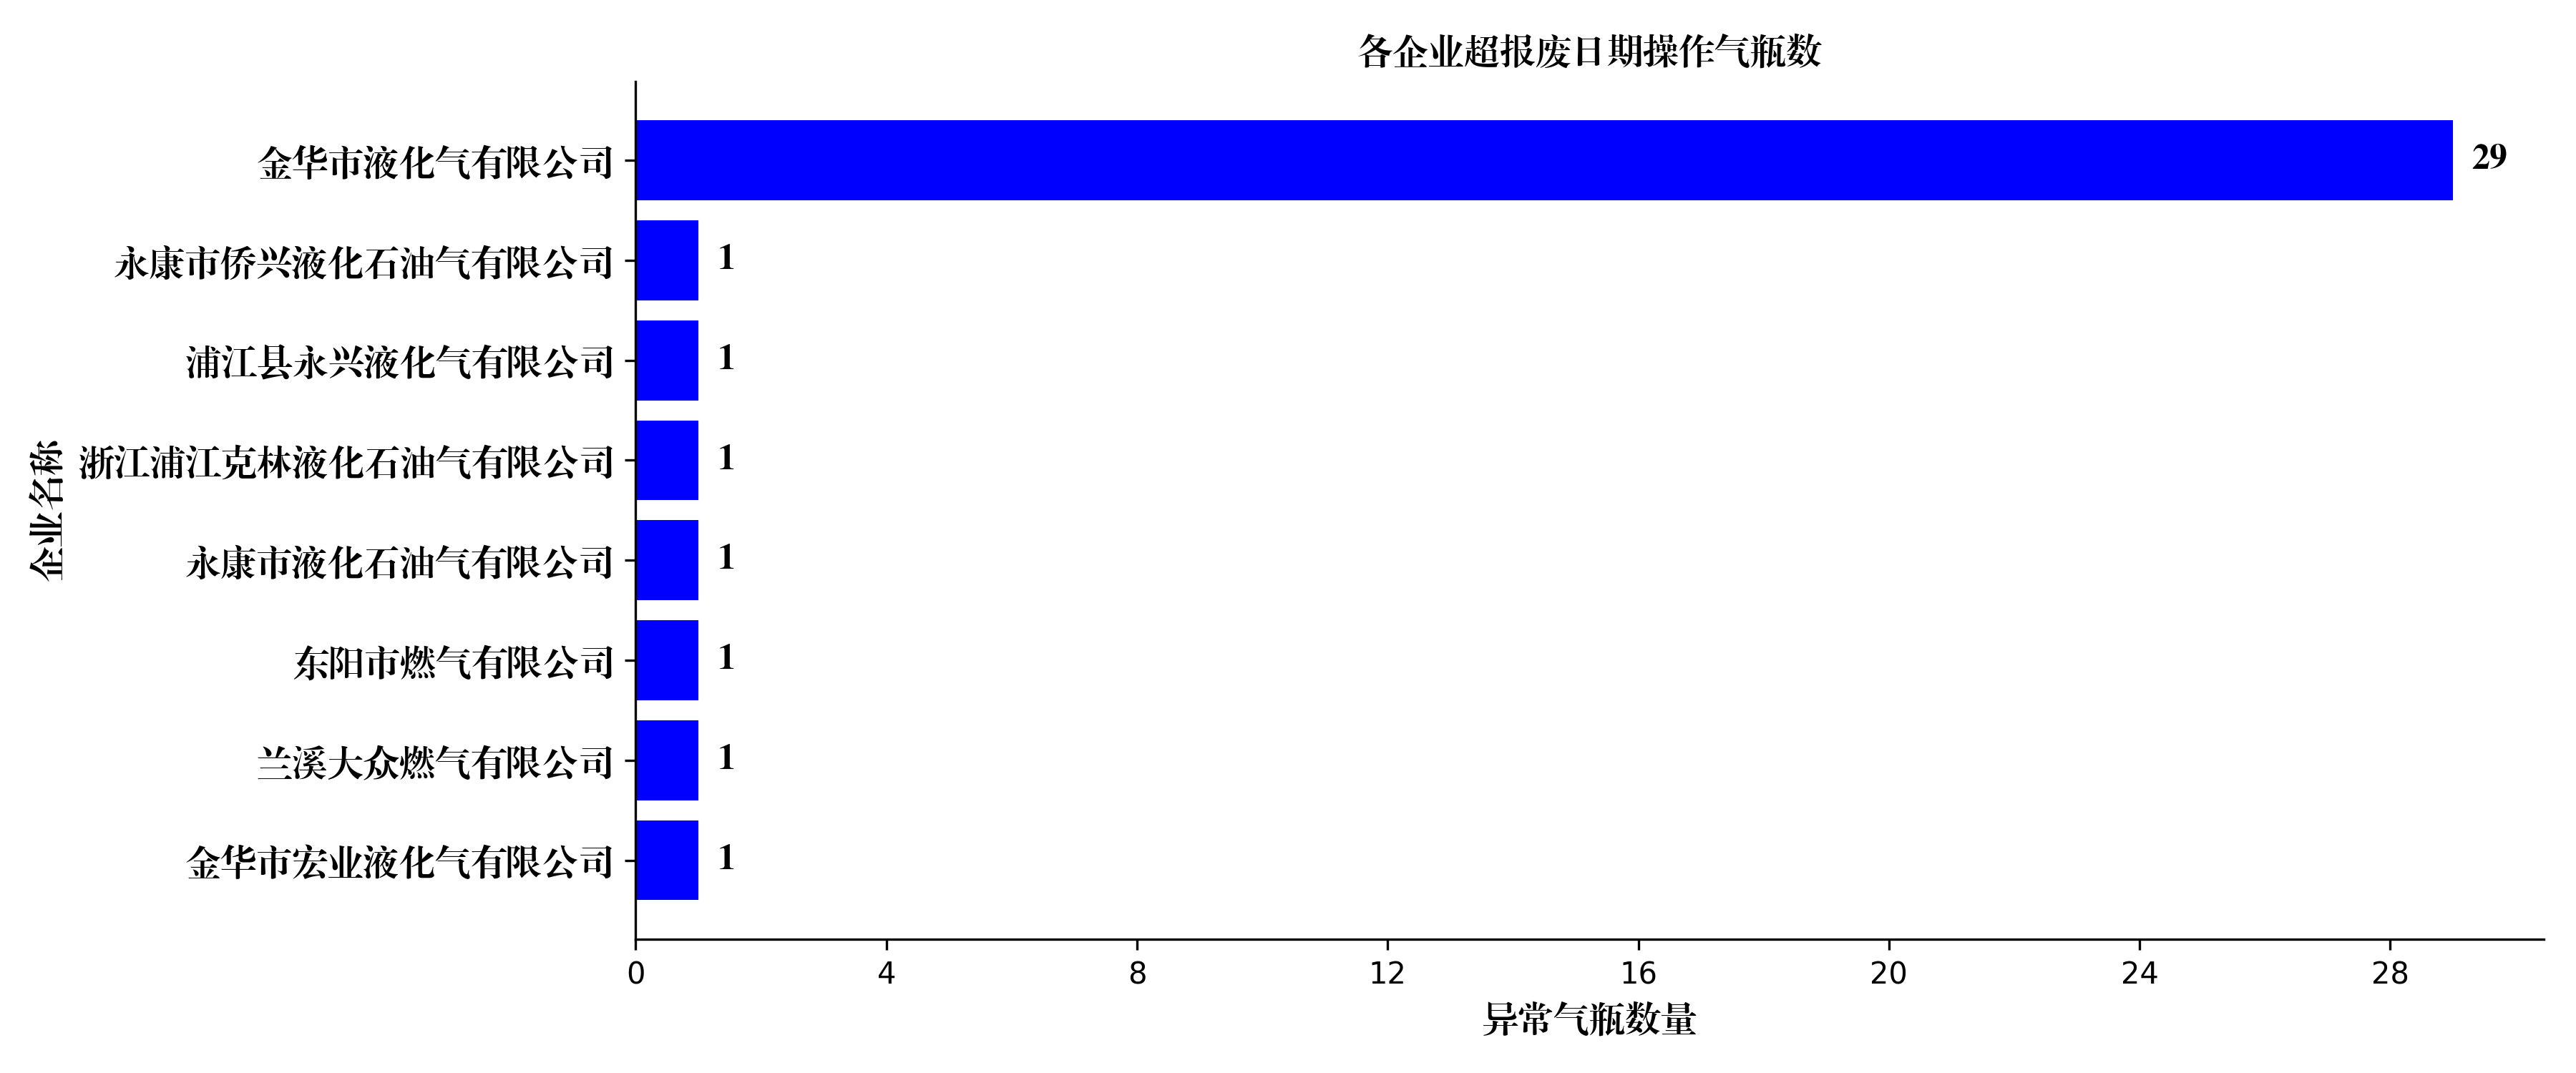 各企业超报废日期操作气瓶数
企业名称
金华市液化气有限公司 29
永康市侨兴液化石油气有限公司 1
浦江县永兴液化气有限公司 1
浙江浦江克林液化石油气有限公司 1
永康市液化石油气有限公司 1
东阳市燃气有限公司 1
兰溪大众燃气有限公司 1
金华市宏业液化气有限公司 1
0 4 8 12 16 20 24 28
异常气瓶数量